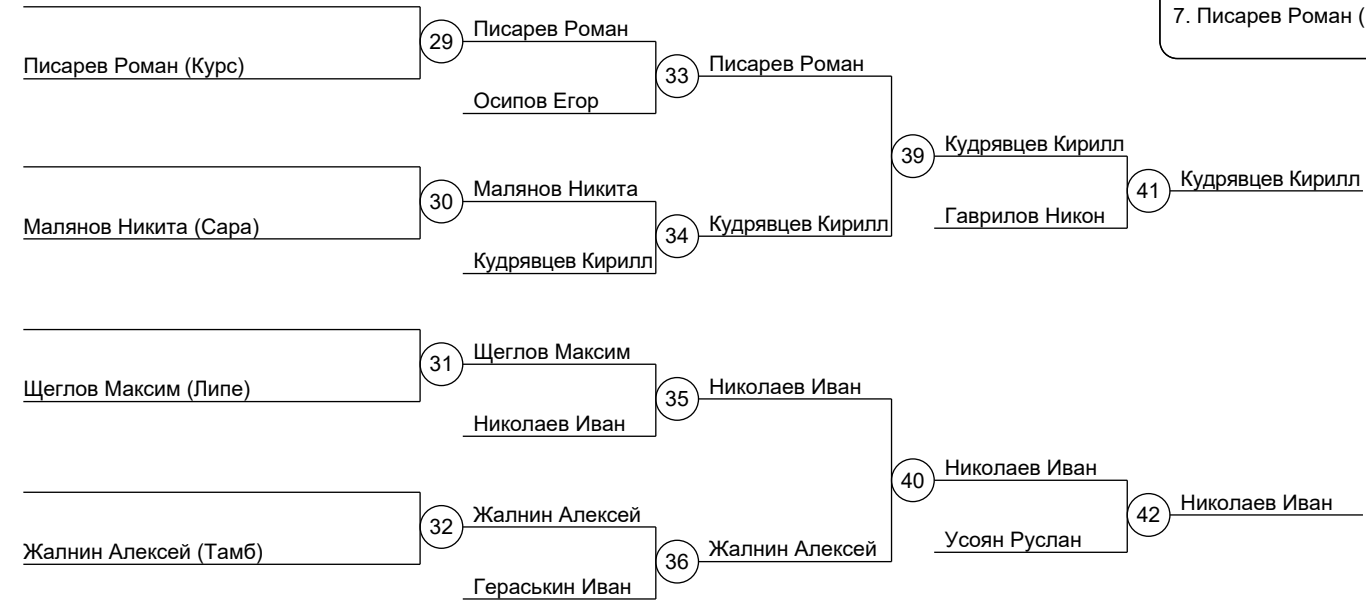 7. Писарев Роман (
29
Писарев Роман
Писарев Роман (Курс)
33
Писарев Роман
Осипов Егор
39
Кудрявцев Кирилл
30
Малянов Никита
Малянов Никита (Сара)
34
Кудрявцев Кирилл
Кудрявцев Кирилл
41
Кудрявцев Кирилл
Гаврилов Никон
31
Щеглов Максим
Щеглов Максим (Липе)
35
Николаев Иван
Николаев Иван
40
Николаев Иван
32
Жалнин Алексей
Жалнин Алексей (Тамб)
36
Жалнин Алексей
Гераськин Иван
42
Николаев Иван
Усоян Руслан